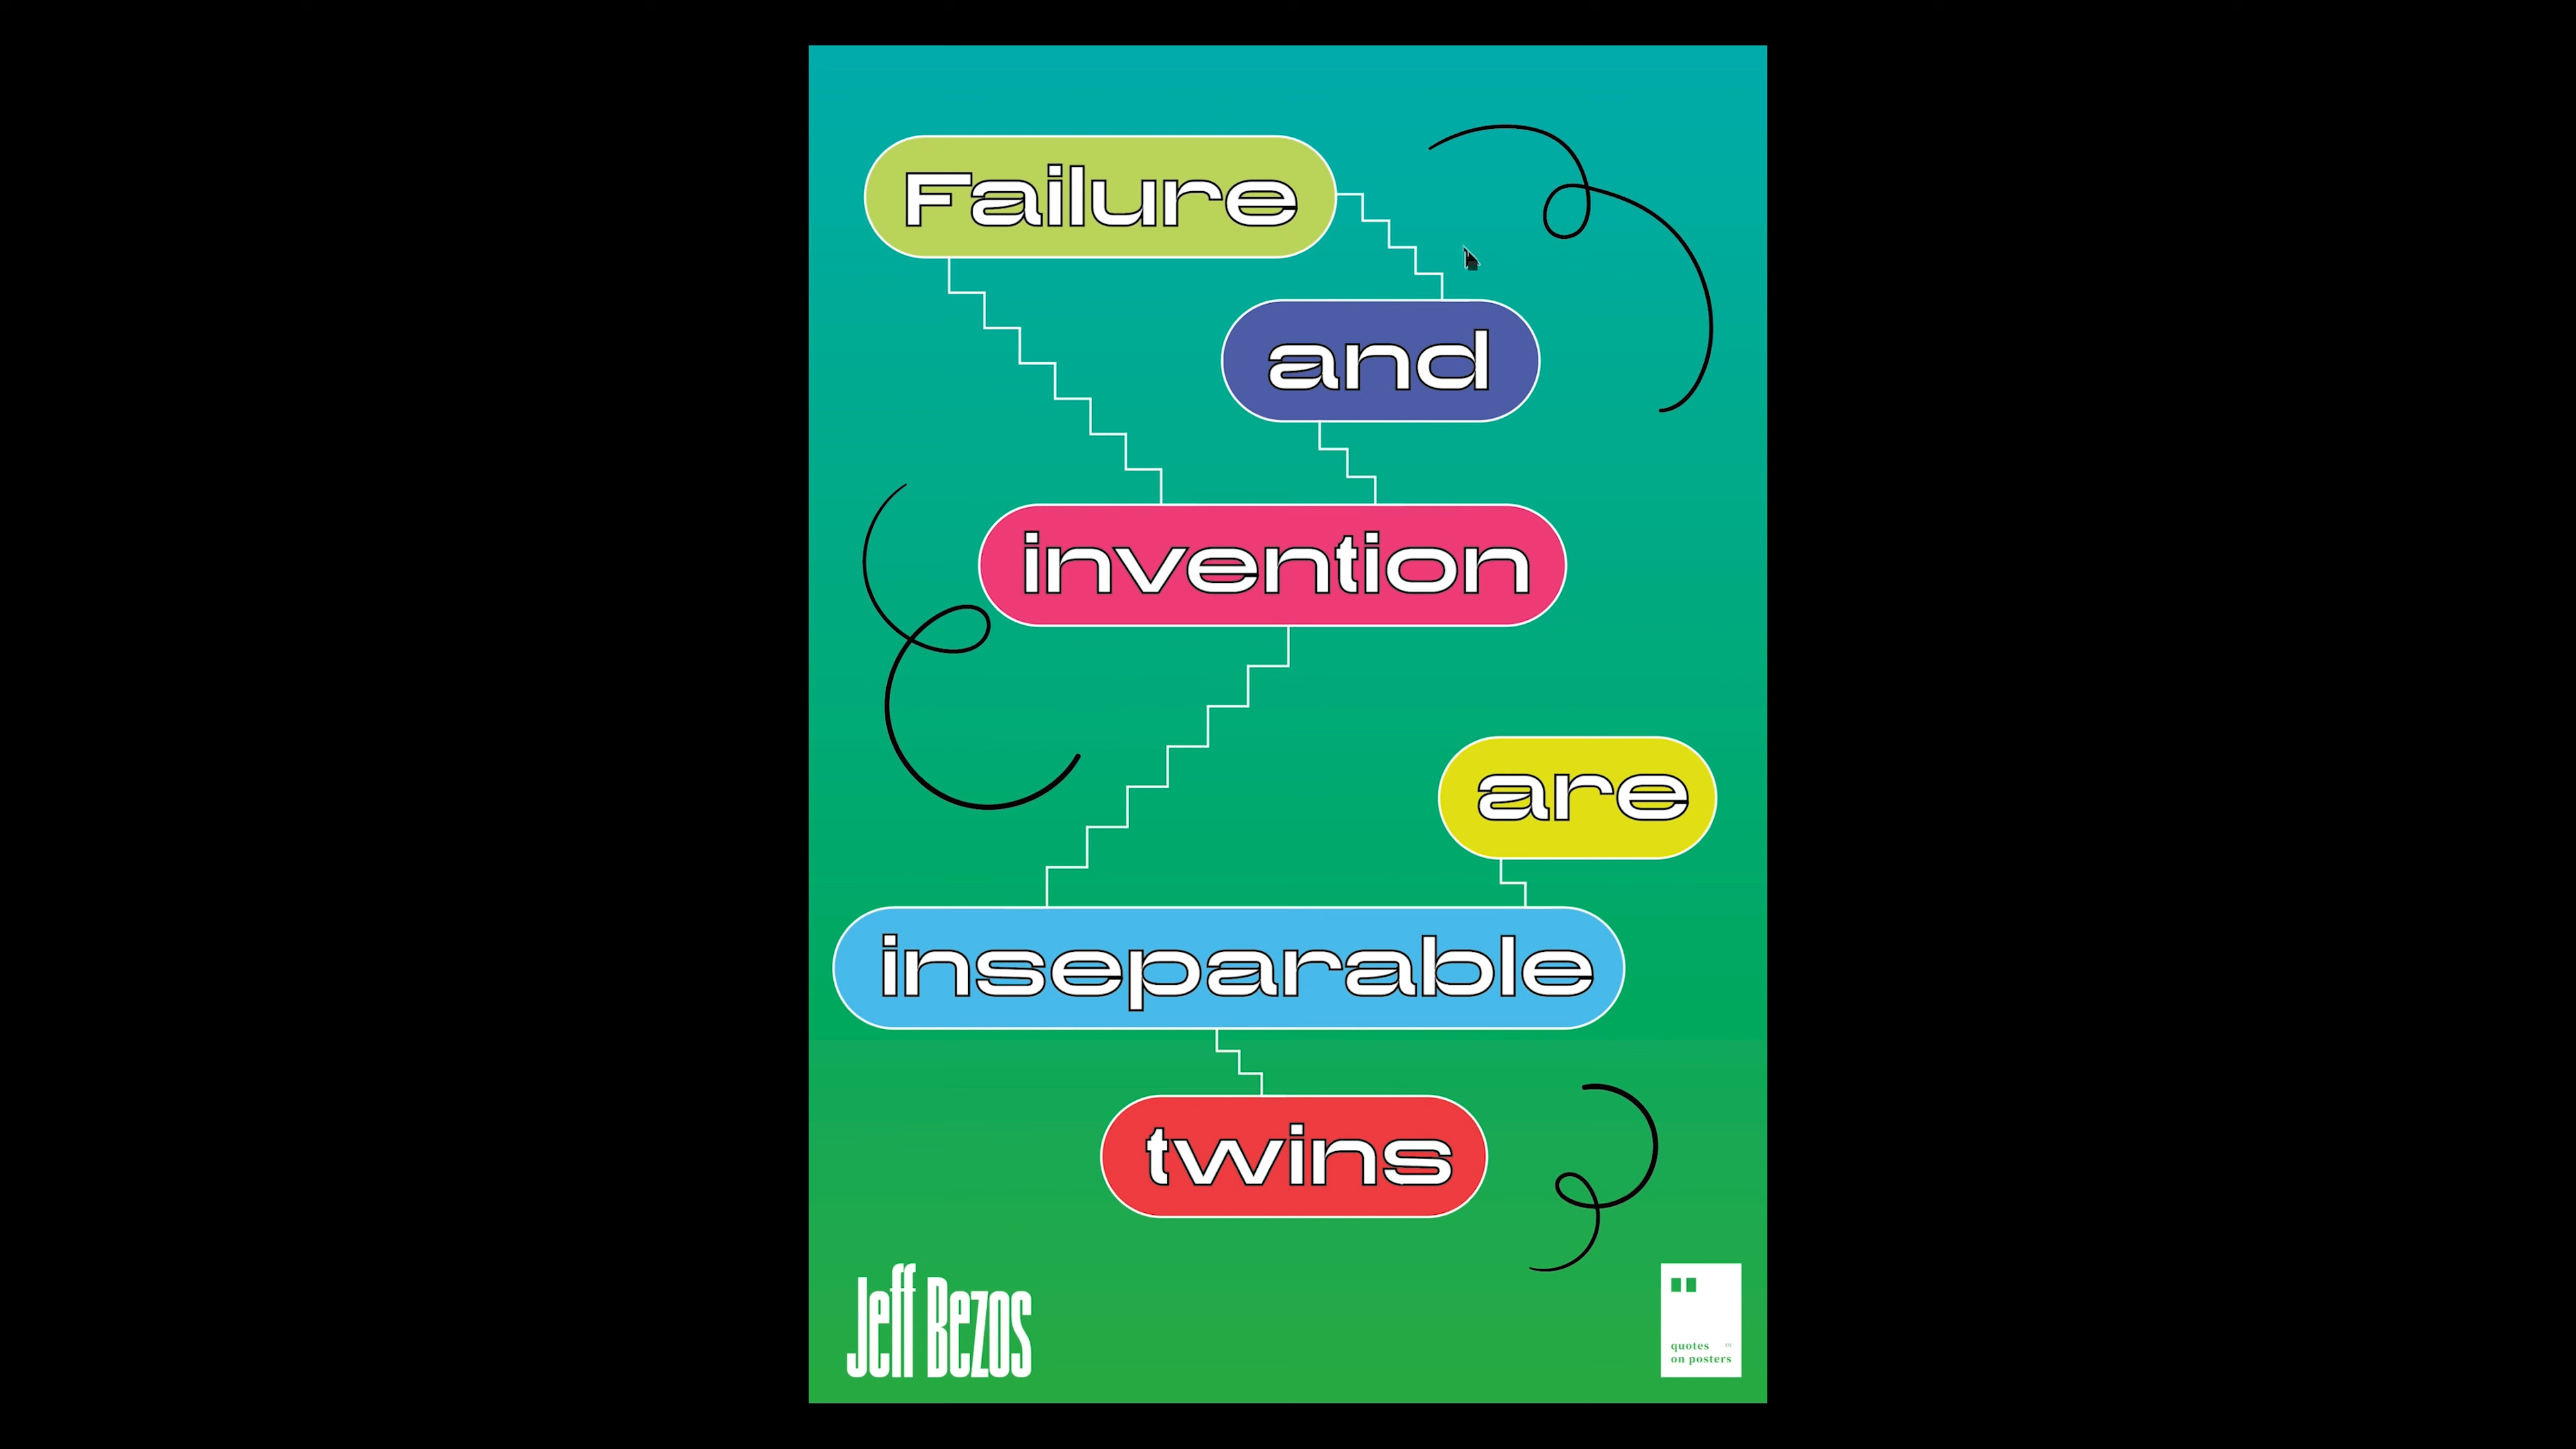 Failure
and
invention
are
inseparable
twins
Jeff Bezos
quotes
on posters